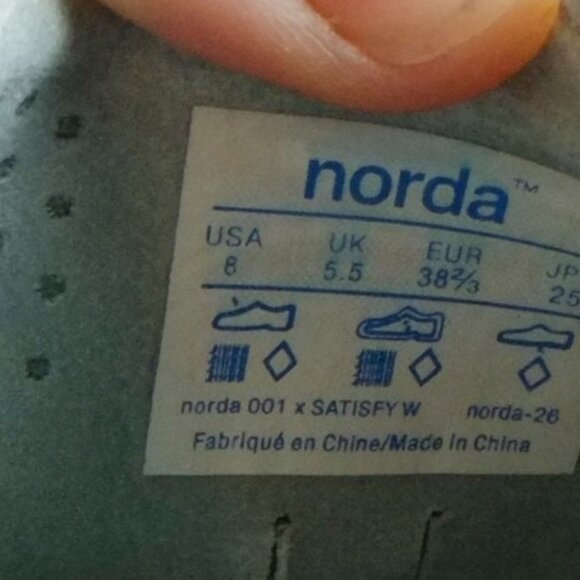 norda™
USA UK EUR JP
8 5.5 38⅔ 25
norda 001 x SATISFY W norda-26
Fabriqué en Chine/Made in China